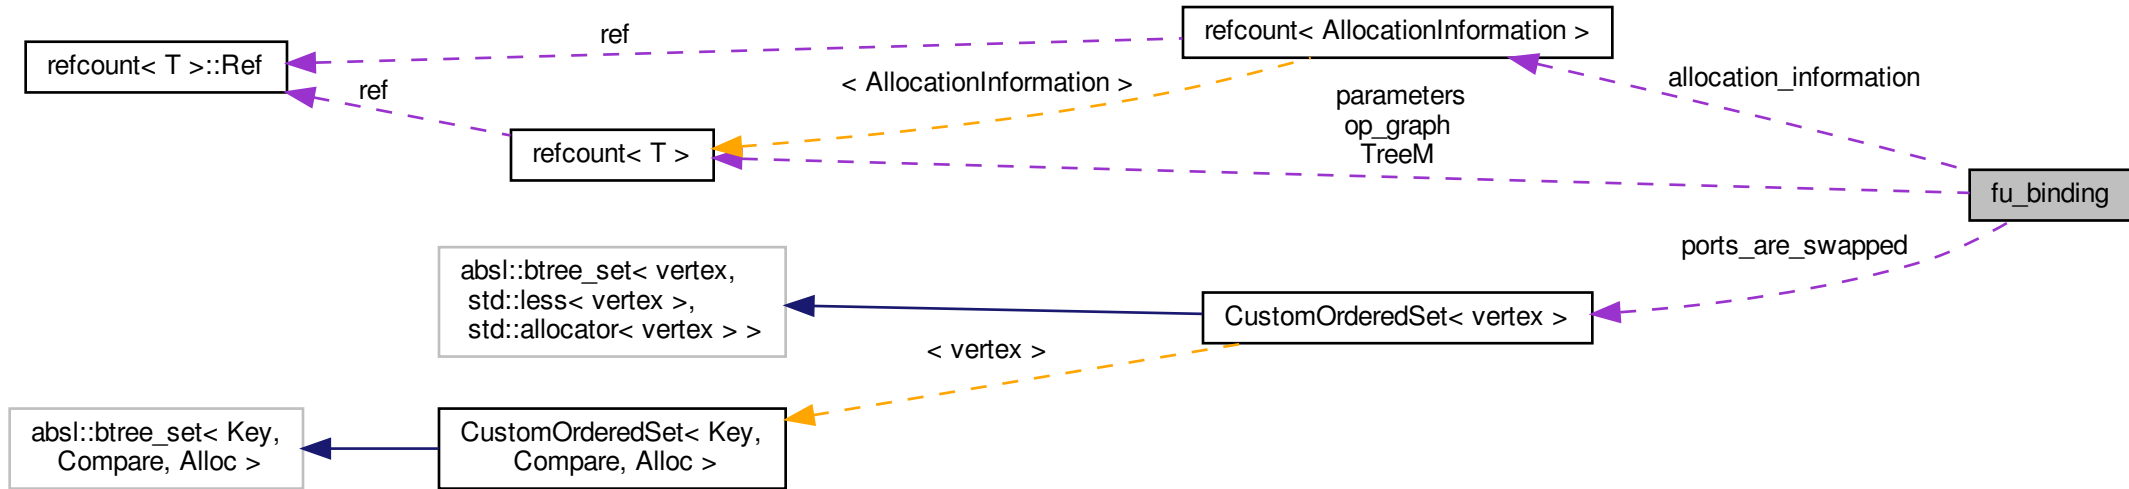 refcount< AllocationInformation >
ref
refcount< T >::Ref
allocation_information
< AllocationInformation >
ref
parameters
op_graph
TreeM
refcount< T >
fu_binding
ports_are_swapped
absl::btree_set< vertex,
std::less< vertex >,
std::allocator< vertex > >
CustomOrderedSet< vertex >
< vertex >
absl::btree_set< Key,
Compare, Alloc >
CustomOrderedSet< Key,
Compare, Alloc >